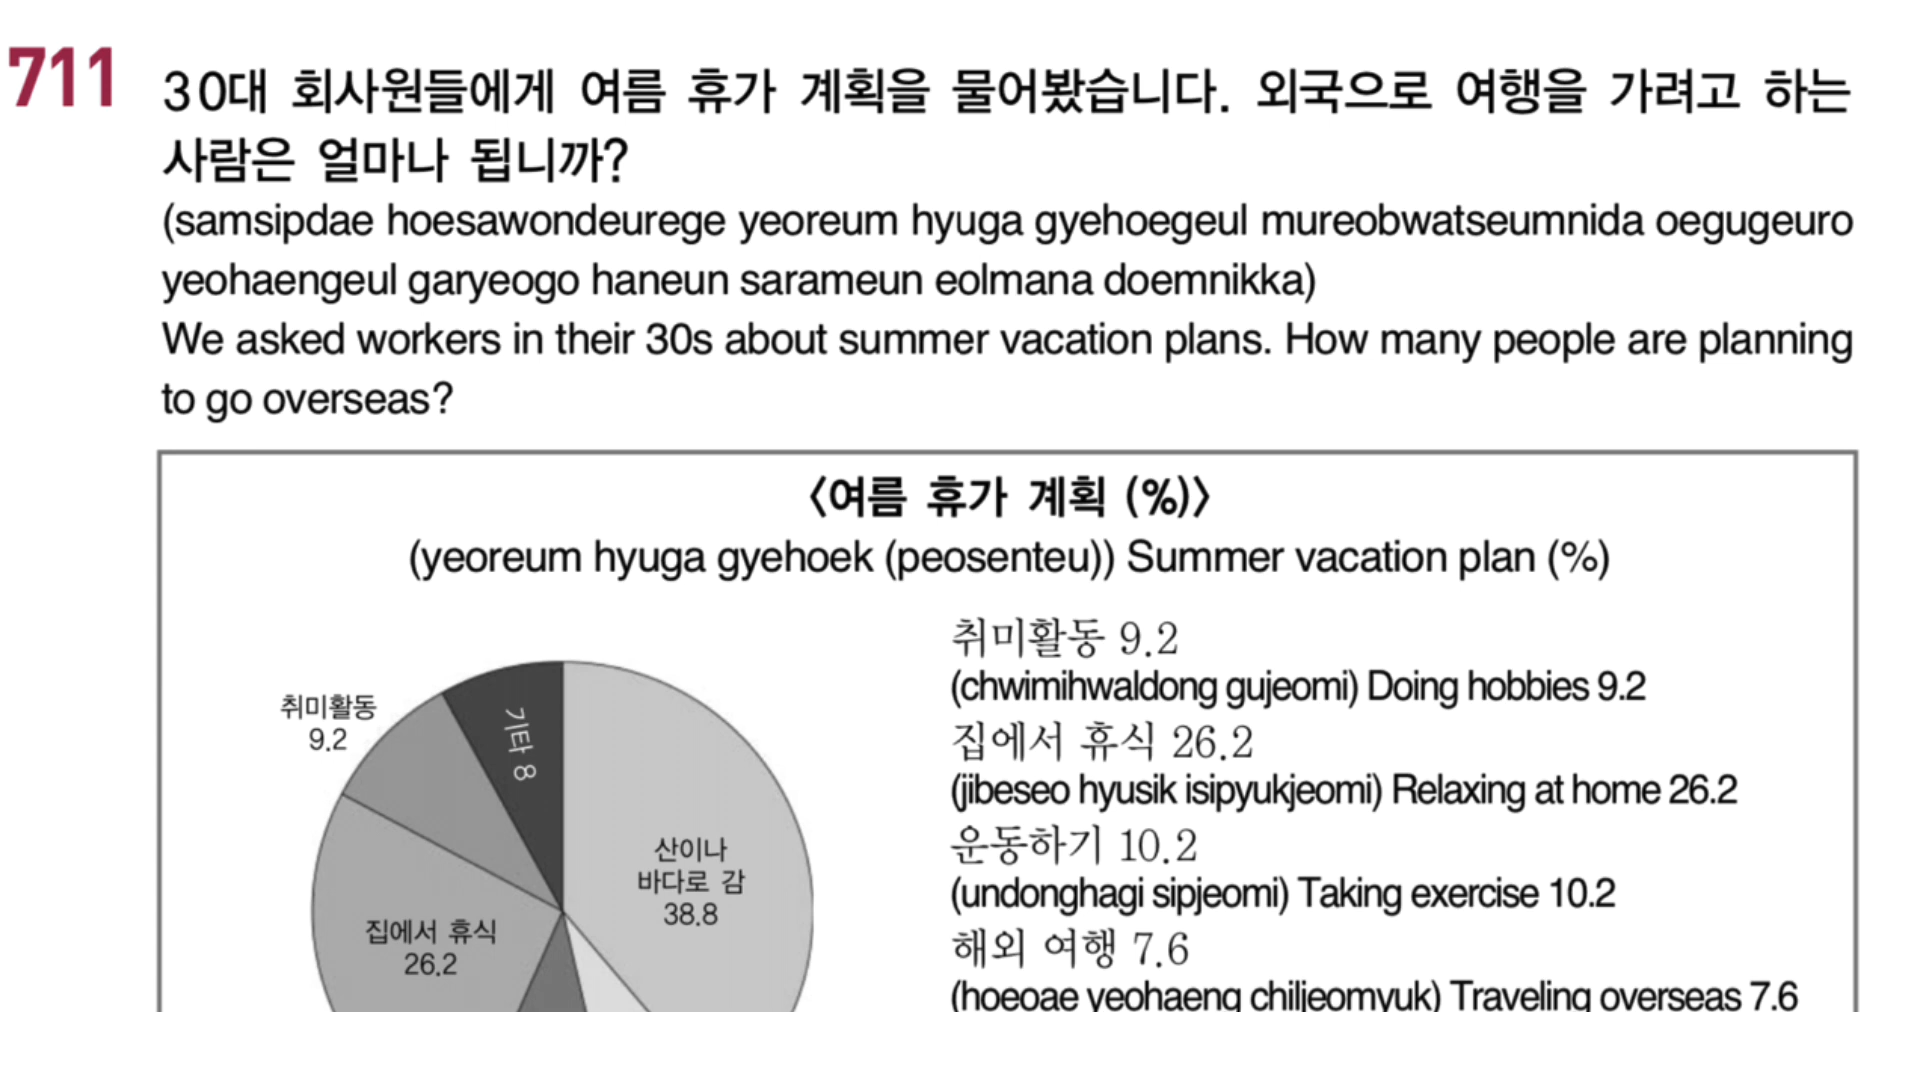 711
30대 회사원들에게 여름 휴가 계획을 물어봤습니다. 외국으로 여행을 가려고 하는
사람은 얼마나 됩니까?
(samsipdae hoesawondeurege yeoreum hyuga gyehoegeul mureobwatseumnida oegugeuro
yeohaengeul garyeogo haneun sarameun eolmana doemnikka)
We asked workers in their 30s about summer vacation plans. How many people are planning
to go overseas?
〈여름 휴가 계획 (%)〉
(yeoreum hyuga gyehoek (peosenteu)) Summer vacation plan (%)
취미활동
9.2
기타 8
산이나
바다로 감
38.8
집에서 휴식
26.2
취미활동 9.2
(chwimihwaldong gujeomi) Doing hobbies 9.2
집에서 휴식 26.2
(jibeseo hyusik isipyukjeomi) Relaxing at home 26.2
운동하기 10.2
(undonghagi sipjeomi) Taking exercise 10.2
해외 여행 7.6
(hoeoae yeohaeng chiljeomyuk) Traveling overseas 7.6